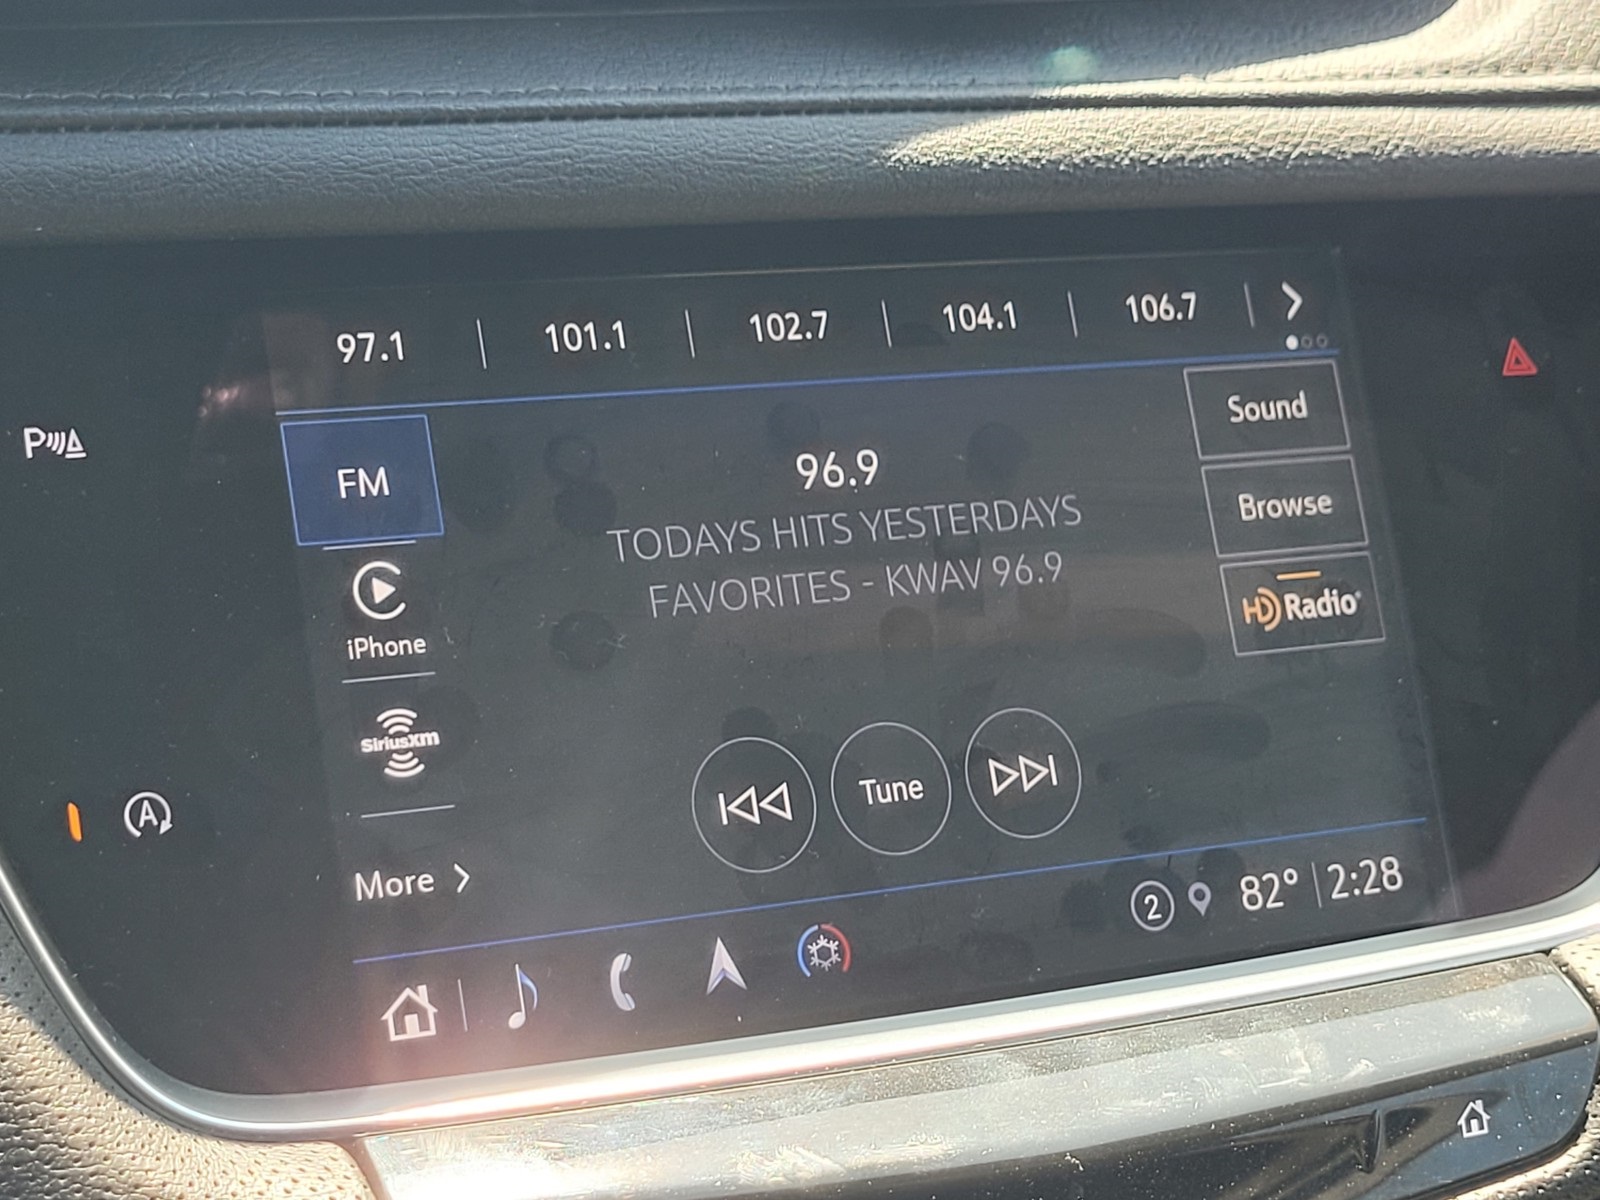 97.1 | 101.1 | 102.7 | 104.1 | 106.7
Sound
FM
96.9
Browse
TODAYS HITS YESTERDAYS
FAVORITES - KWAV 96.9
HD Radio
iPhone
SiriusXM
Tune
A
More
2
82° | 2:28
P